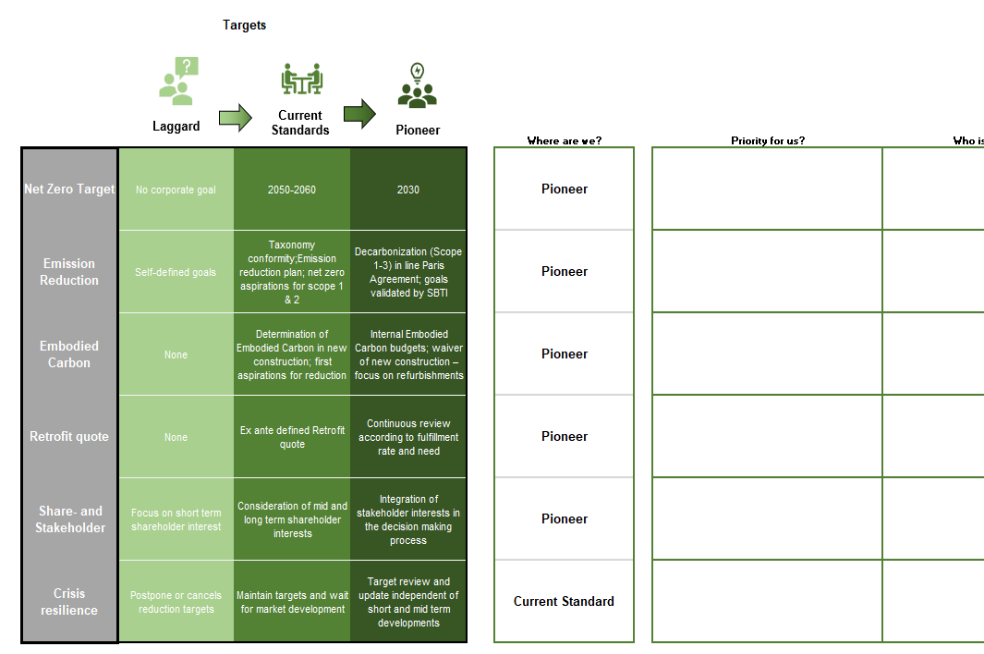 Targets
?
Laggard
Current
Standards
Pioneer
Where are we?
Priority for us?
Who is
Net Zero Target
No corporate goal
2050-2060
2030
Pioneer
Emission
Reduction
Self-defined goals
Taxonomy
conformity;Emission
reduction plan; net zero
aspirations for scope 1
& 2
Decarbonization (Scope
1-3) in line Paris
Agreement; goals
validated by SBTI
Pioneer
Embodied
Carbon
None
Determination of
Embodied Carbon in new
construction; first
aspirations for reduction
Internal Embodied
Carbon budgets; waiver
of new construction –
focus on refurbishments
Pioneer
Retrofit quote
None
Ex ante defined Retrofit
quote
Continuous review
according to fulfillment
rate and need
Pioneer
Share- and
Stakeholder
Focus on short term
shareholder interest
Consideration of mid and
long term shareholder
interests
Integration of
stakeholder interests in
the decision making
process
Pioneer
Crisis
resilience
Postpone or cancels
reduction targets
Maintain targets and wait
for market development
Target review and
update independent of
short and mid term
developments
Current Standard